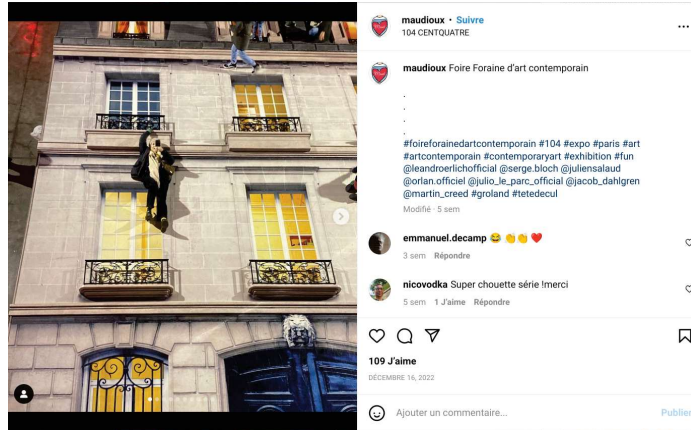 maudioux • Suivre
104 CENTQUATRE
maudioux Foire Foraine d'art contemporain
.
.
.
.
#foireforainedartcontemporain #104 #expo #paris #art
#artcontemporain #contemporaryart #exhibition #fun
@leandroerlichofficial @serge.bloch @juliensalaud
@orlan.officiel @julio_le_parc_official @jacob_dahlgren
@martin_creed #groland #tetedecul
Modifié · 5 sem
emmanuel.decamp 😂 👏👏 ❤️
3 sem Répondre
nicovodka Super chouette série !merci
5 sem 1 J'aime Répondre
109 J'aime
DÉCEMBRE 16, 2022
Ajouter un commentaire...
Publier